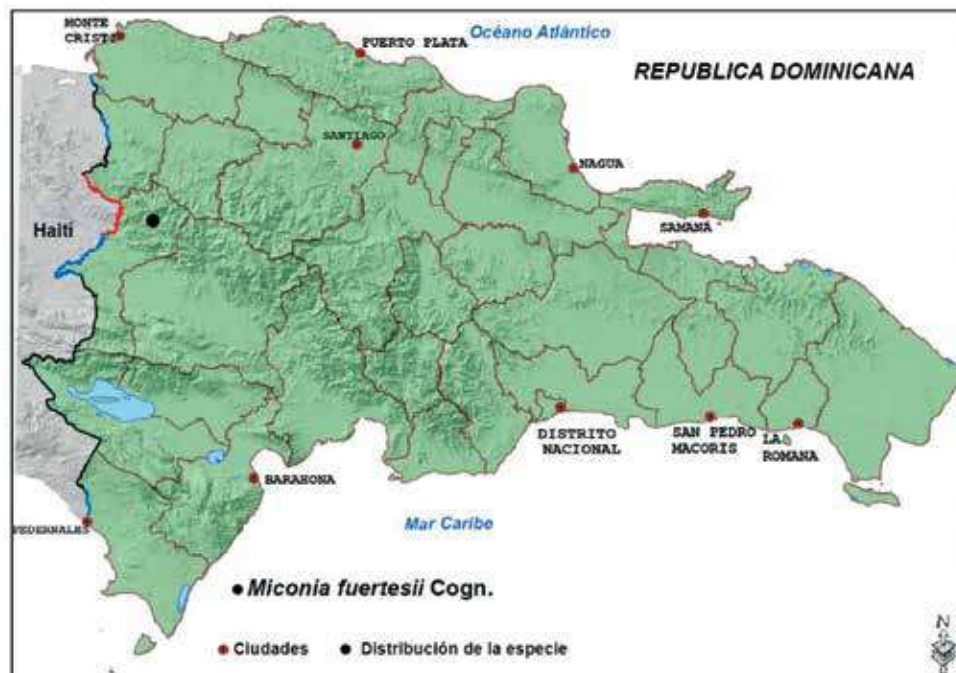 MONTE
CRISTI
Océano Atlántico
PUERTO PLATA
REPUBLICA DOMINICANA
SANTIAGO
NAGUA
SAMANA
Haití
DISTRITO
NACIONAL
SAN PEDRO
MACORIS
LA
ROMANA
BARAHONA
PEDERNALES
Mar Caribe
Miconia fuertesii Cogn.
Ciudades
Distribución de la especie
N